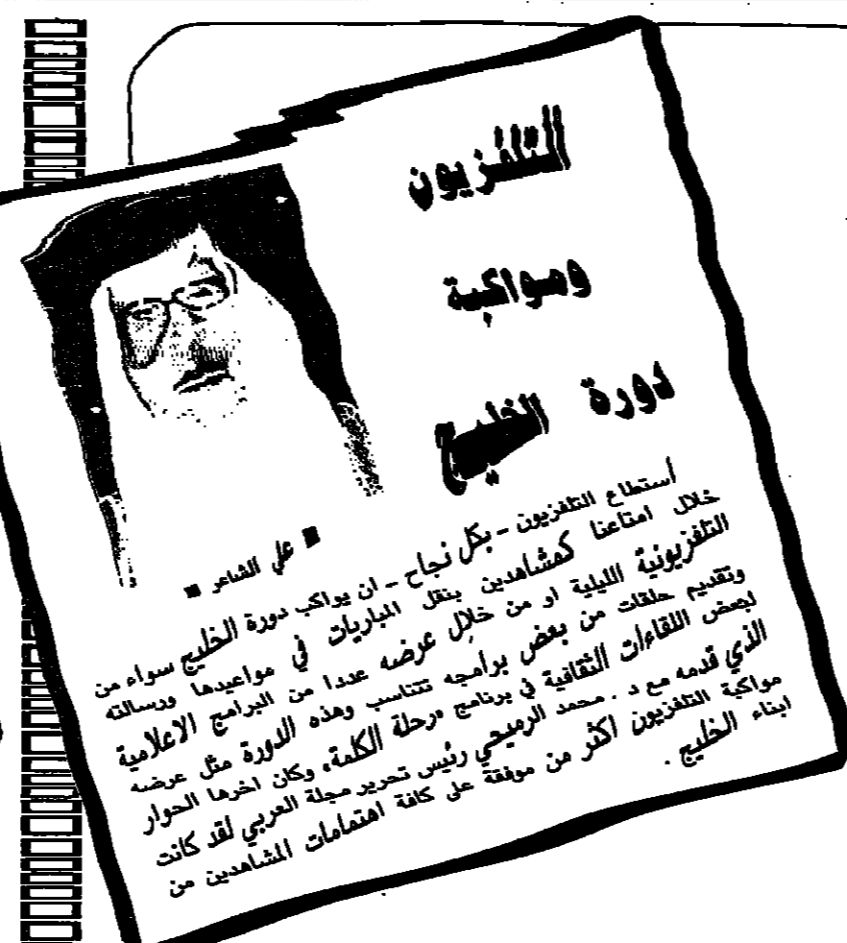 التلفزيون
ومواكبة
دورة الخليج
■ علي الشاعر ■
أستطاع التلفزيون - بكل نجاح - ان يواكب دورة الخليج سواء من
خلال امتاعنا كمشاهدين بنقل المباريات في مواعيدها ورسالته
التلفزيونية الليلية او من خلال عرضه عددا من البرامج الاعلامية
وتقديم حلقات من بعض برامجه تتناسب وهذه الدورة مثل عرضه
لبعض اللقاءات الثقافية في برنامج «رحلة الكلمة» وكان اخرها الحوار
الذي قدمه مع د . محمد الرميحي رئيس تحرير مجلة العربي لقد كانت
مواكبة التلفزيون اكثر من موفقة على كافة اهتمامات المشاهدين من
ابناء الخليج .